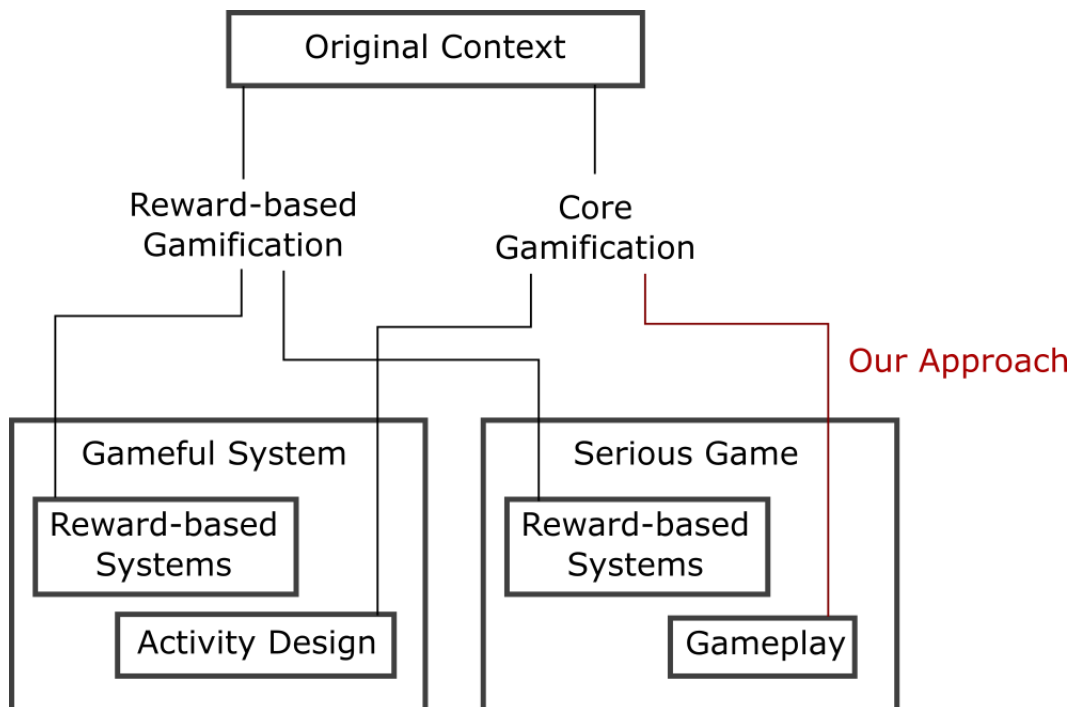 Original Context
Reward-based
Gamification
Core
Gamification
Our Approach
Gameful System
Reward-based
Systems
Activity Design
Serious Game
Reward-based
Systems
Gameplay